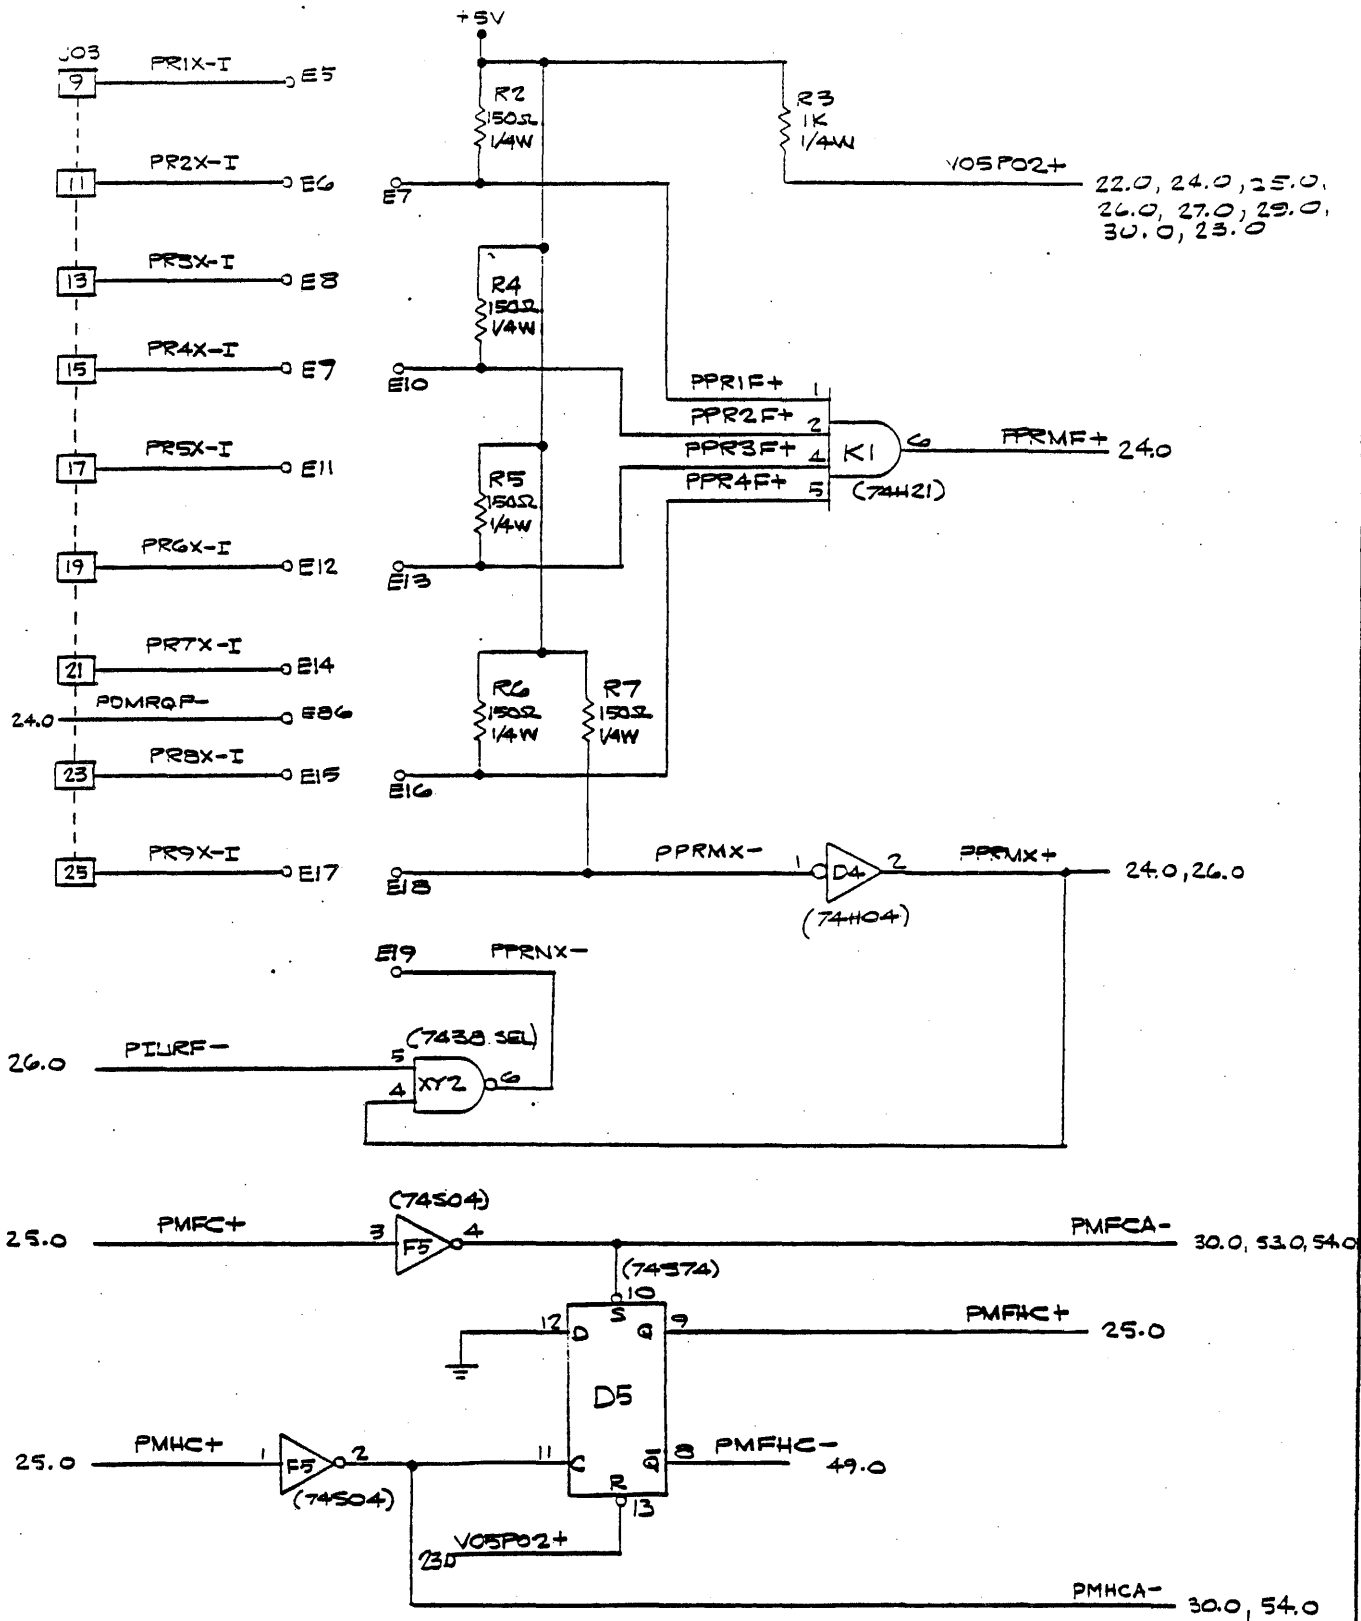 +5V
J03
9 PR1X-I E5
R2
150Ω
1/4W
R3
1K
1/4W
11 PR2X-I E6
E7
V05P02+
22.0, 24.0, 25.0,
26.0, 27.0, 29.0,
30.0, 23.0
13 PR3X-I E8
R4
150Ω
1/4W
15 PR4X-I E9
E10
PPR1F+ 1
PPR2F+ 2
PPR3F+ 4
PPR4F+ 5
K1
6 PPRMF+ 24.0
(74H21)
17 PR5X-I E11
R5
150Ω
1/4W
19 PR6X-I E12
E13
21 PR7X-I E14
24.0 PDMRQP- E86
R6
150Ω
1/4W
R7
150Ω
1/4W
23 PR8X-I E15
E16
25 PR9X-I E17
E18
PPRMX- 1 D4 2 PPRMX+ 24.0, 26.0
(74H04)
E19 PPRNX-
(7438 SEL)
26.0 PIURF- 5
4 XY2 6
(74S04)
25.0 PMFC+ 3 F5 4 PMFCA- 30.0, 53.0, 54.0
(74S74)
10
S
12 D Q 9 PMFHC+ 25.0
D5
25.0 PMHC+ 1 F5 2 11 C Q 8 PMFHC- 49.0
(74S04)
R
13
23.0 V05P02+
PMHCA- 30.0, 54.0